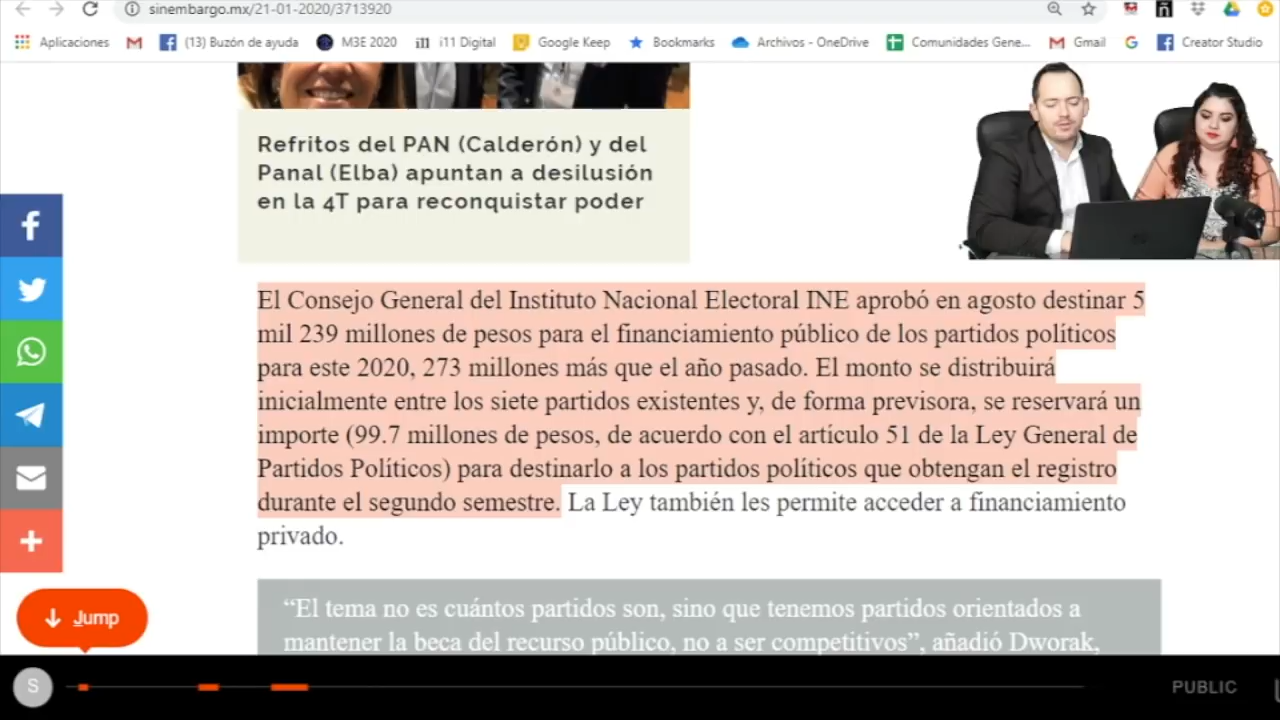 sinembargo.mx/21-01-2020/3713920
Aplicaciones
(13) Buzón de ayuda
M3E 2020
i11 Digital
Google Keep
Bookmarks
Archivos - OneDrive
Comunidades Gene...
Gmail
Creator Studio
Refritos del PAN (Calderón) y del
Panal (Elba) apuntan a desilusión
en la 4T para reconquistar poder
El Consejo General del Instituto Nacional Electoral INE aprobó en agosto destinar 5
mil 239 millones de pesos para el financiamiento público de los partidos políticos
para este 2020, 273 millones más que el año pasado. El monto se distribuirá
inicialmente entre los siete partidos existentes y, de forma previsora, se reservará un
importe (99.7 millones de pesos, de acuerdo con el artículo 51 de la Ley General de
Partidos Políticos) para destinarlo a los partidos políticos que obtengan el registro
durante el segundo semestre. La Ley también les permite acceder a financiamiento
privado.
“El tema no es cuántos partidos son, sino que tenemos partidos orientados a
mantener la beca del recurso público, no a ser competitivos”, añadió Dworak,
Jump
S
PUBLIC